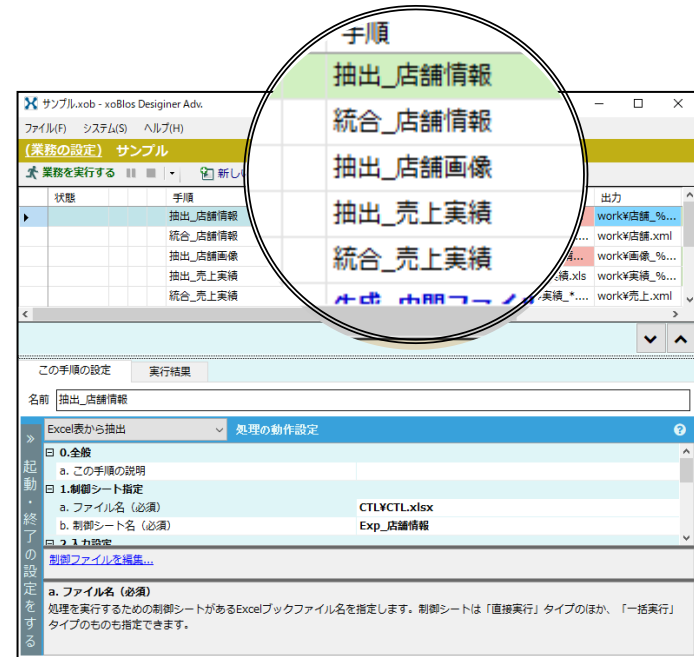 手順
抽出_店舗情報
統合_店舗情報
抽出_店舗画像
抽出_売上実績
統合_売上実績
サンプル.xob - xoBlos Designer Adv.
ファイル(F) システム(S) ヘルプ(H)
(業務の設定) サンプル
業務を実行する 新しい
状態 手順 出力
抽出_店舗情報 work¥店舗_%...
統合_店舗情報 work¥店舗.xml
抽出_店舗画像 work¥画像_%...
抽出_売上実績 実績.xls work¥実績_%...
統合_売上実績 実績_*.... work¥売上.xml
この手順の設定 実行結果
名前 抽出_店舗情報
Excel表から抽出 処理の動作設定
0.全般
a. この手順の説明
1.制御シート指定
a. ファイル名（必須） CTL¥CTL.xlsx
b. 制御シート名（必須） Exp_店舗情報
2.入力設定
制御ファイルを編集...
a. ファイル名（必須）
処理を実行するための制御シートがあるExcelブックファイル名を指定します。制御シートは「直接実行」タイプのほか、「一括実行」
タイプのものも指定できます。
» 起動・終了の設定をする